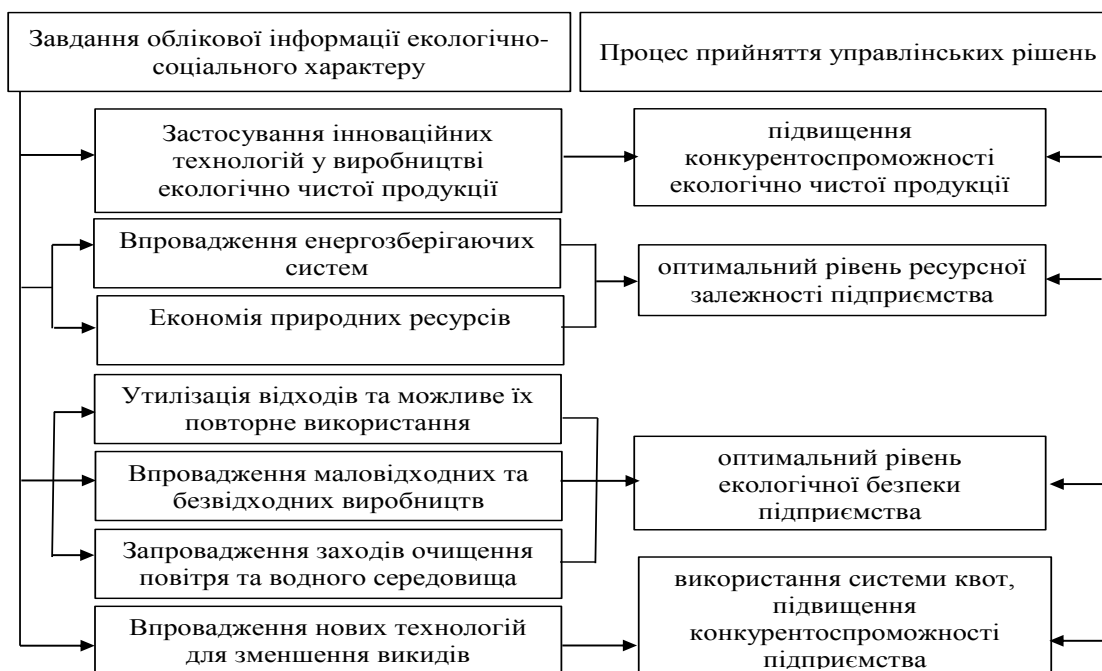 Завдання облікової інформації екологічно-
соціального характеру
Процес прийняття управлінських рішень
Застосування інноваційних
технологій у виробництві
екологічно чистої продукції
підвищення
конкурентоспроможності
екологічно чистої продукції
Впровадження енергозберігаючих
систем
Економія природних ресурсів
оптимальний рівень ресурсної
залежності підприємства
Утилізація відходів та можливе їх
повторне використання
Впровадження маловідходних та
безвідходних виробництв
Запровадження заходів очищення
повітря та водного середовища
оптимальний рівень
екологічної безпеки
підприємства
Впровадження нових технологій
для зменшення викидів
використання системи квот,
підвищення
конкурентоспроможності
підприємства